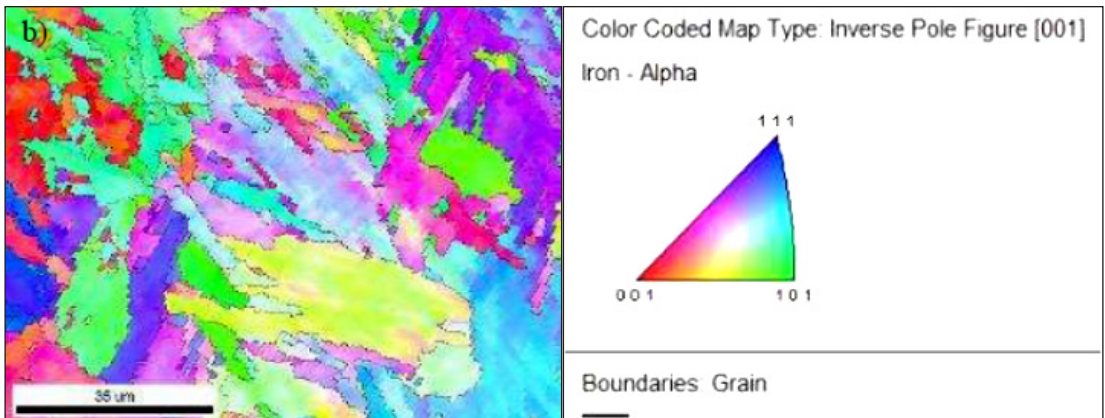 b)
35 um
Color Coded Map Type: Inverse Pole Figure [001]
Iron - Alpha
1 1 1
0 0 1
1 0 1
Boundaries: Grain